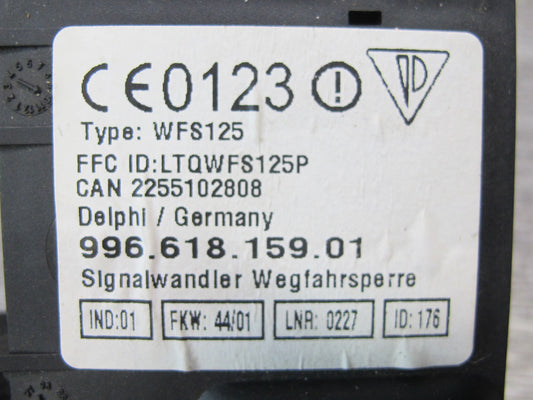 CE0123
Type: WFS125
FFC ID:LTQWFS125P
CAN 2255102808
Delphi / Germany
996.618.159.01
Signalwandler Wegfahrsperre
IND:01 FKW: 44/01 LNR: 0227 ID: 176